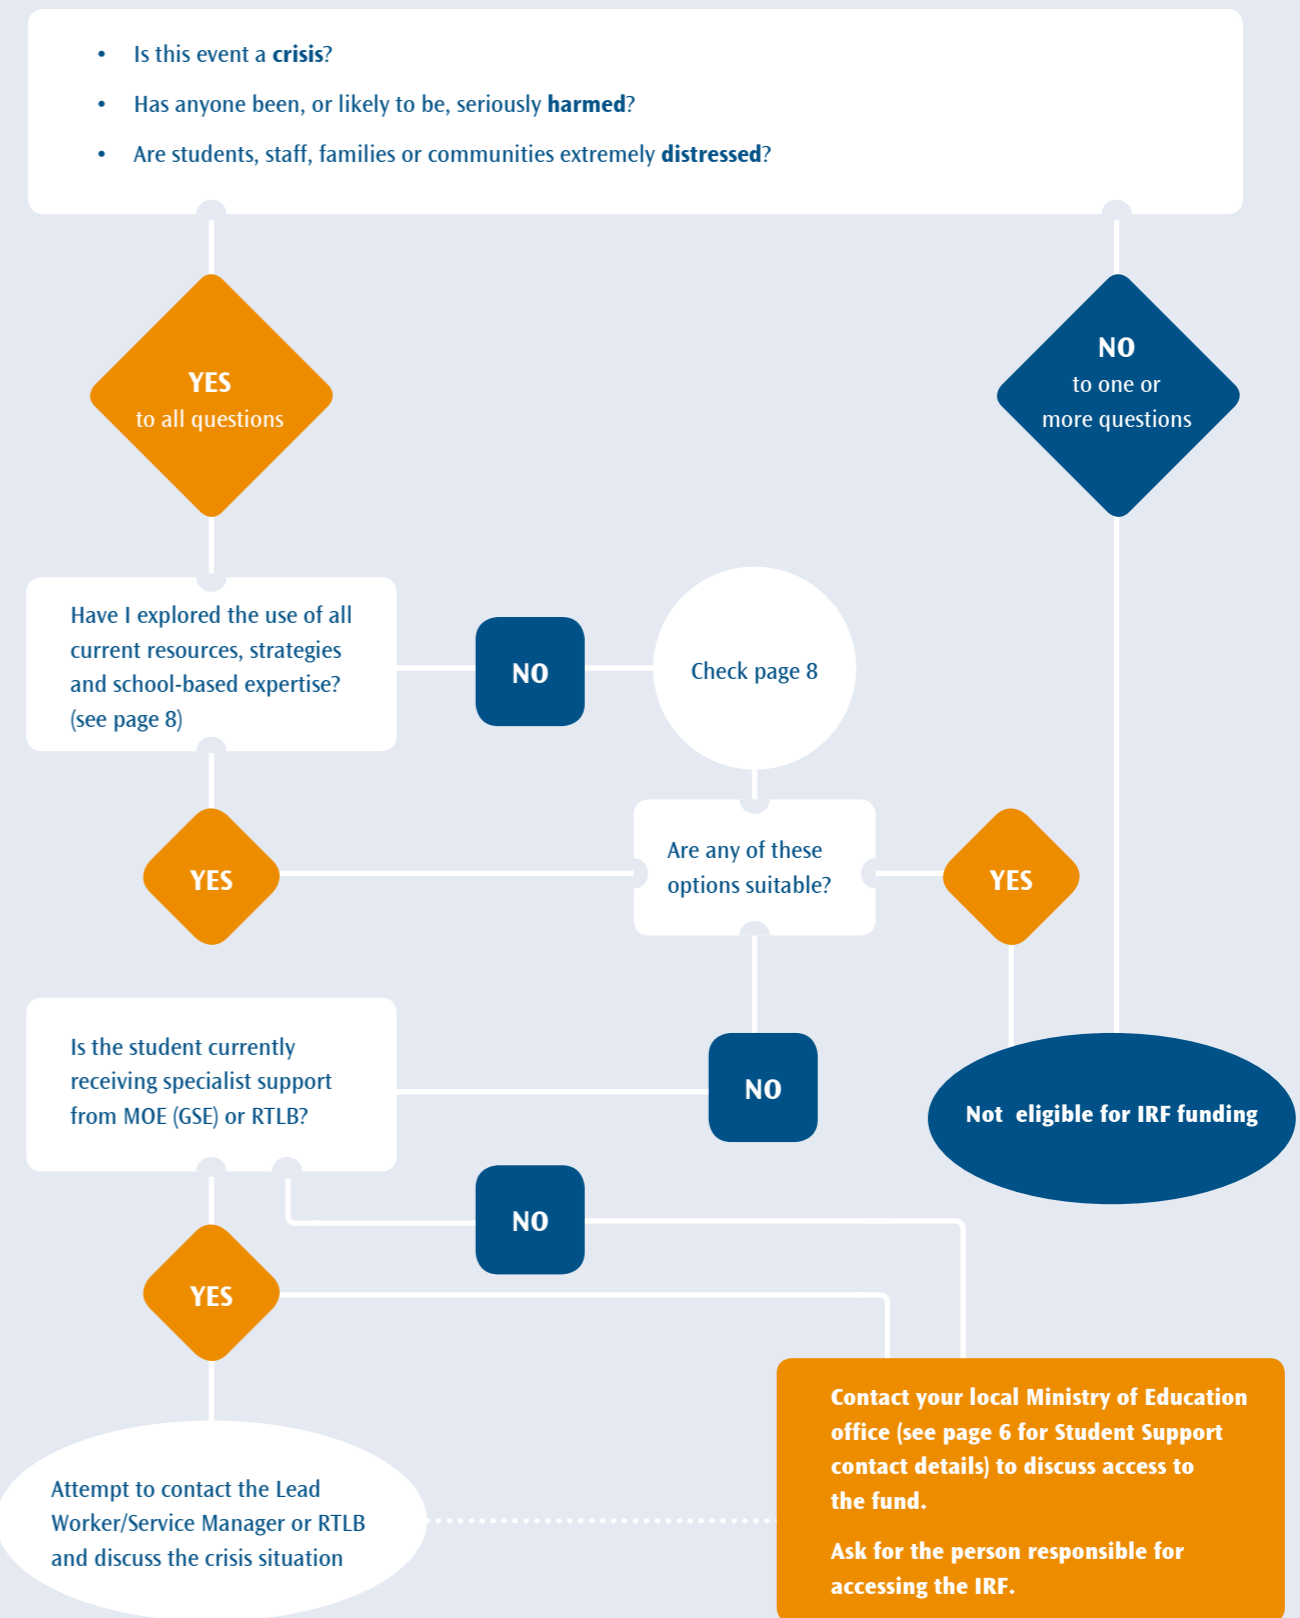 • Is this event a crisis?
• Has anyone been, or likely to be, seriously harmed?
• Are students, staff, families or communities extremely distressed?
YES
to all questions
NO
to one or
more questions
Have I explored the use of all
current resources, strategies
and school-based expertise?
(see page 8)
NO
Check page 8
YES
Are any of these
options suitable?
YES
Is the student currently
receiving specialist support
from MOE (GSE) or RTLB?
NO
Not eligible for IRF funding
NO
YES
Attempt to contact the Lead
Worker/Service Manager or RTLB
and discuss the crisis situation
Contact your local Ministry of Education
office (see page 6 for Student Support
contact details) to discuss access to
the fund.
Ask for the person responsible for
accessing the IRF.